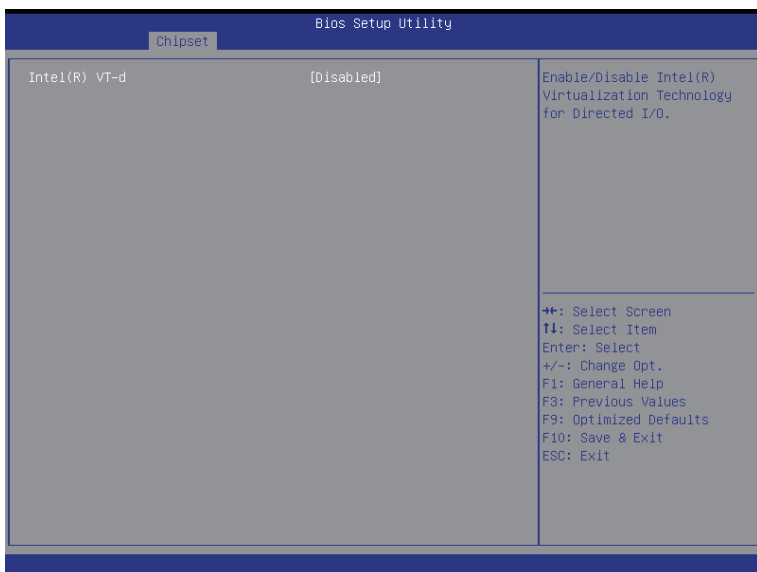 Bios Setup Utility
Chipset
Intel(R) VT-d [Disabled]
Enable/Disable Intel(R)
Virtualization Technology
for Directed I/O.
→←: Select Screen
↑↓: Select Item
Enter: Select
+/-: Change Opt.
F1: General Help
F3: Previous Values
F9: Optimized Defaults
F10: Save & Exit
ESC: Exit